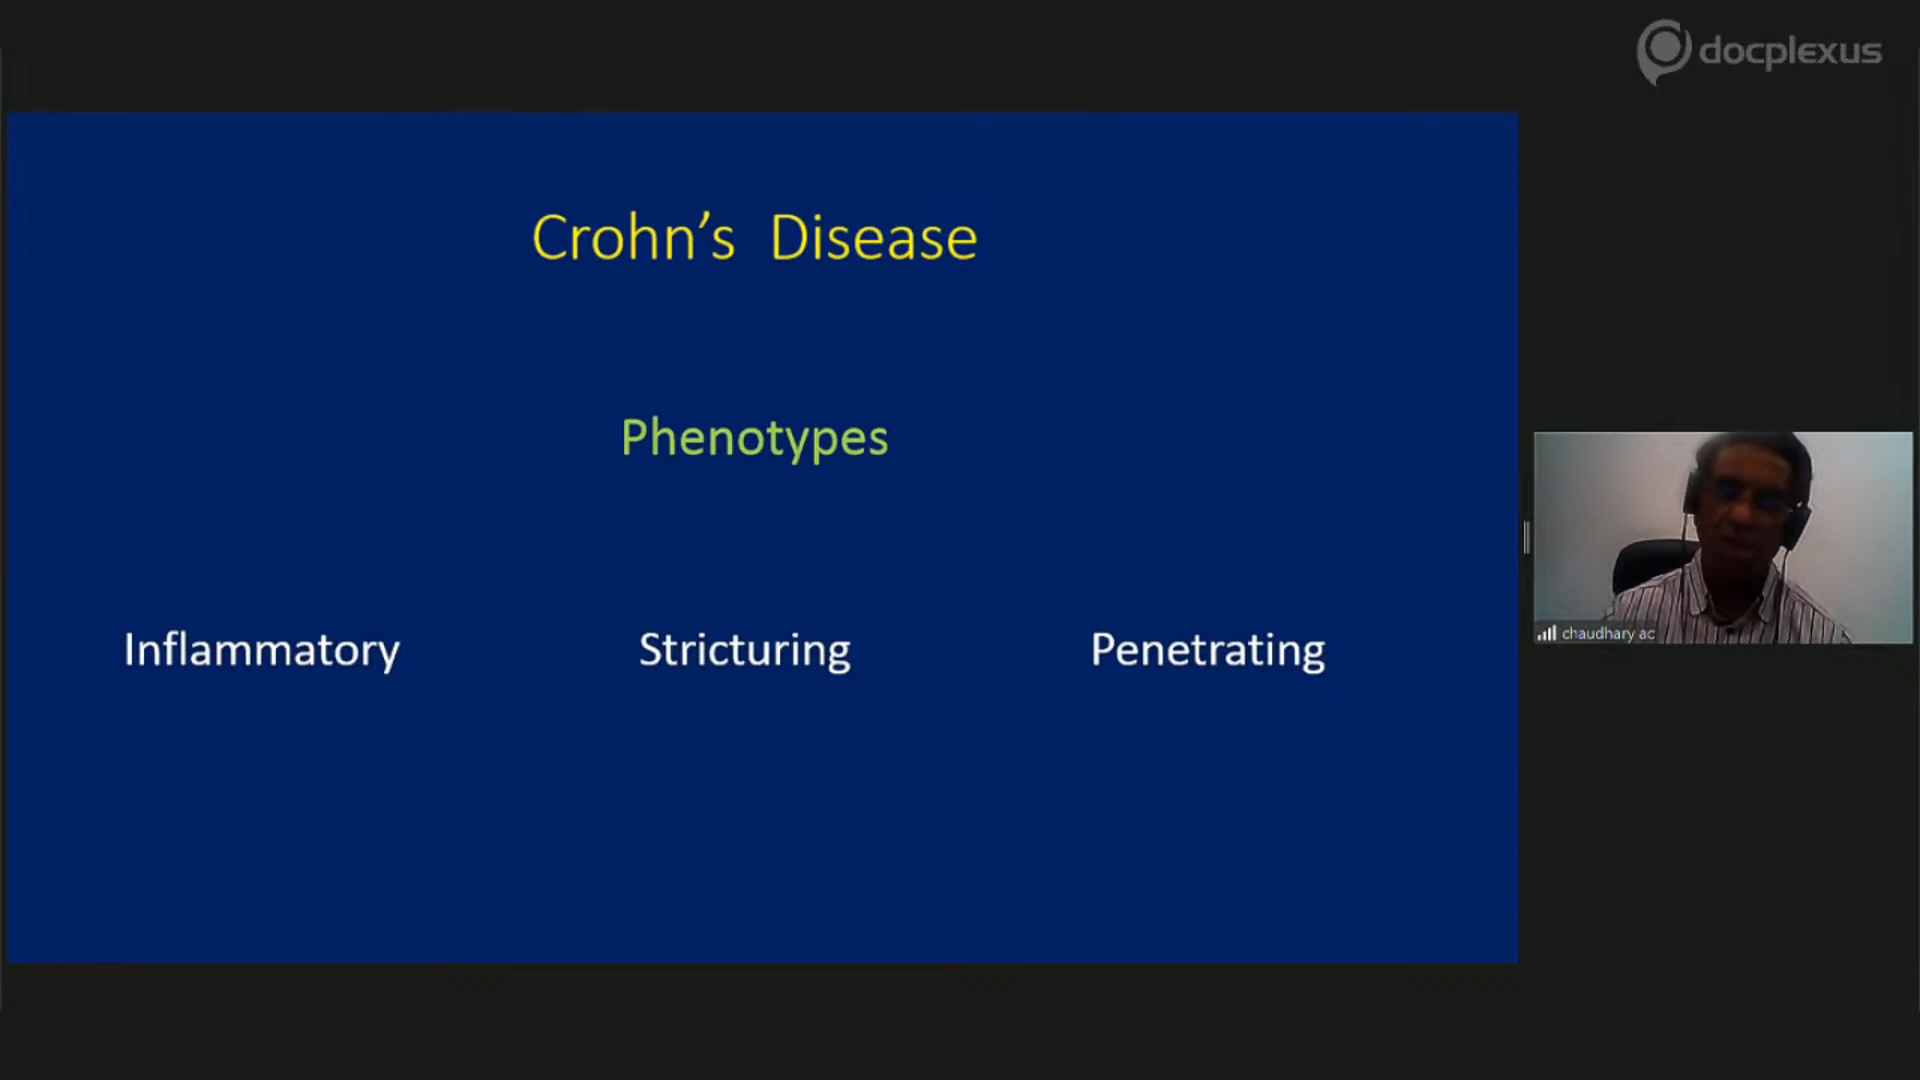 docplexus
Crohn’s Disease
Phenotypes
Inflammatory Stricturing Penetrating
chaudhary ac